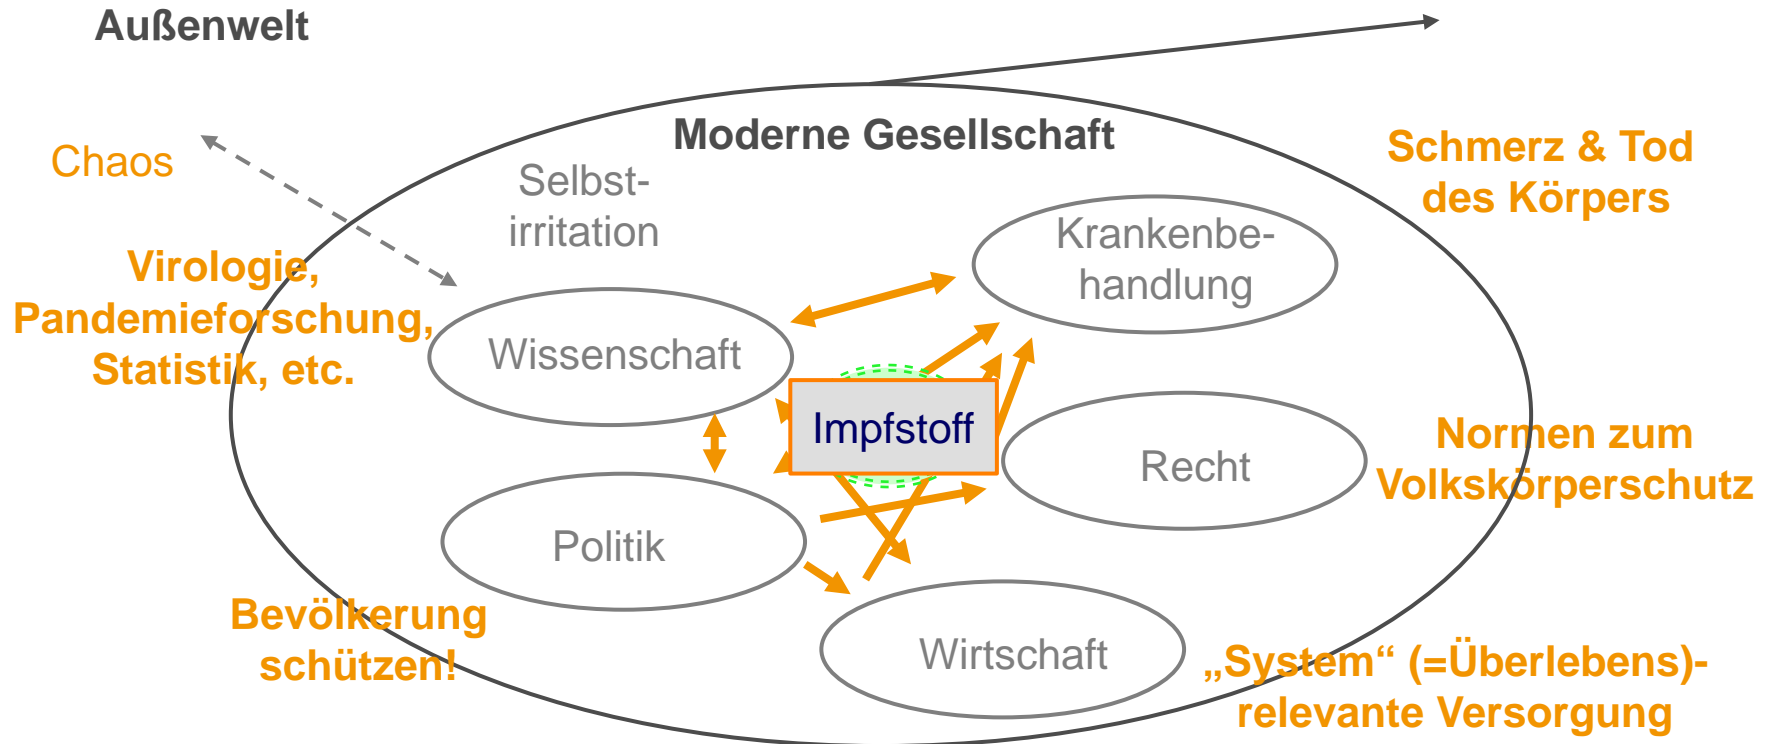 Außenwelt
Moderne Gesellschaft
Chaos
Selbst-
irritation
Schmerz & Tod
des Körpers
Krankenbe-
handlung
Virologie,
Pandemieforschung,
Statistik, etc.
Wissenschaft
Impfstoff
Recht
Normen zum
Volkskörperschutz
Politik
Bevölkerung
schützen!
Wirtschaft
„System“ (=Überlebens)-
relevante Versorgung